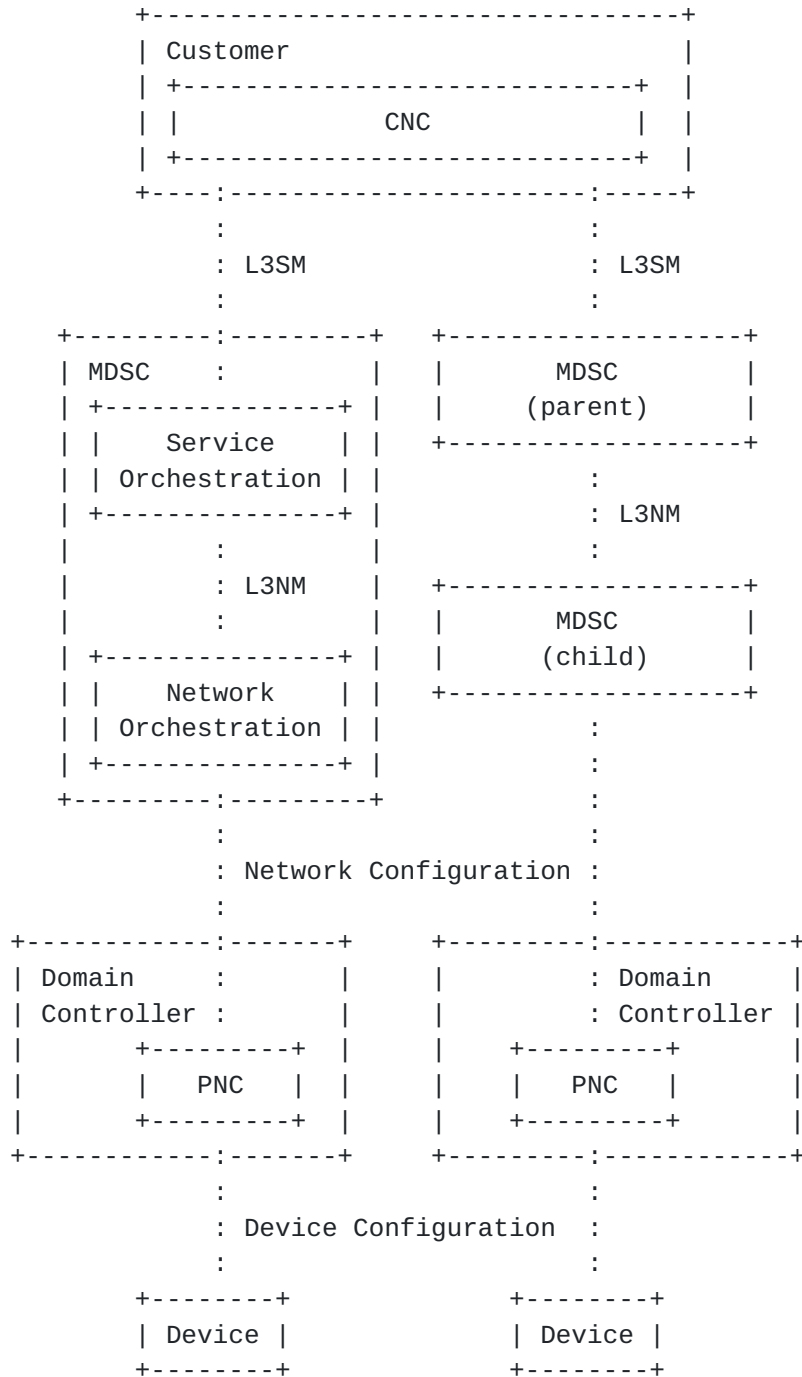 Customer
CNC
: L3SM : L3SM
MDSC : MDSC
(parent)
Service
Orchestration
: L3NM
: L3NM
MDSC
(child)
Network
Orchestration
: Network Configuration :
Domain : : Domain
Controller : : Controller
PNC PNC
: Device Configuration :
Device Device